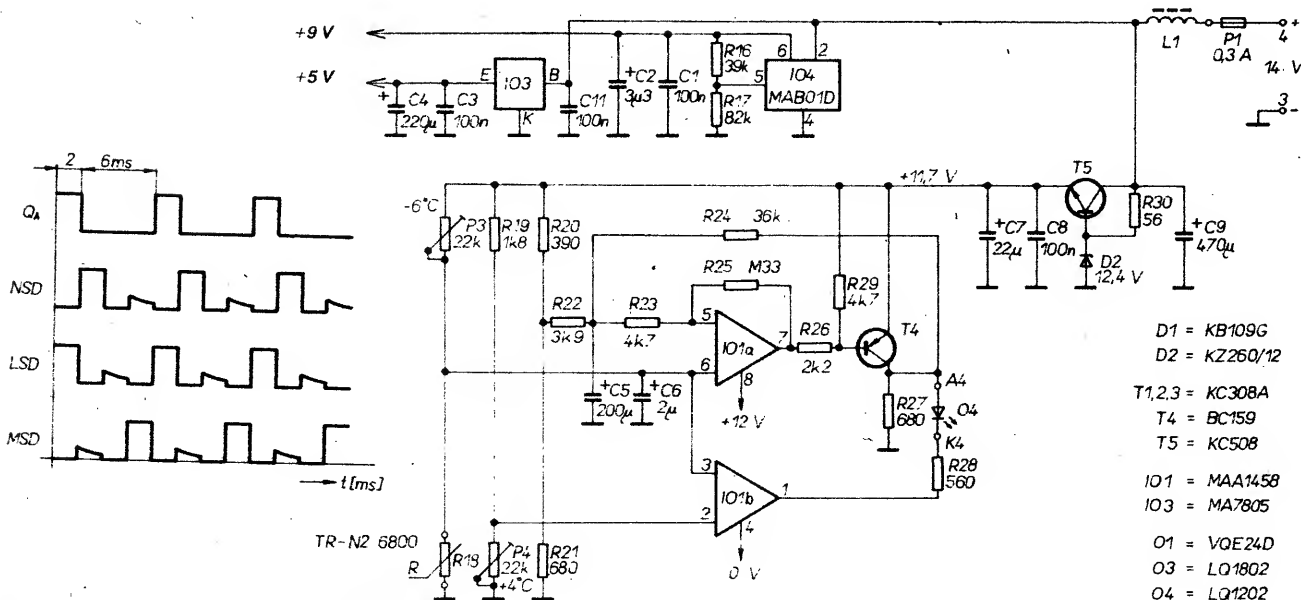 +9 V
+5 V
E
IO3
B
K
+
C4
220µ
C3
100n
C11
100n
+C2
3µ3
C1
100n
R16
39k
R17
82k
6
2
5
IO4
MAB01D
4
L1
P1
0,3 A
4
+
14 V
3
-
2
6ms
QA
NSD
LSD
MSD
t[ms]
-6°C
P3
22k
R19
1k8
R20
390
R24
36k
R25
M33
R22
3k9
R23
4k7
5
IO1a
7
6
8
+12 V
R26
2k2
R29
4k7
T4
+11,7 V
T5
R30
56
+C7
22µ
C8
100n
D2
12,4 V
+C9
470µ
+C5
200µ
+C6
2µ
R27
680
A4
O4
K4
R28
560
3
IO1b
1
2
4
0 V
TR-N2 6800
R
R18
P4
22k
+4°C
R21
680
D1 = KB109G
D2 = KZ260/12
T1,2,3 = KC308A
T4 = BC159
T5 = KC508
IO1 = MAA1458
IO3 = MA7805
O1 = VQE24D
O3 = LQ1802
O4 = LQ1202